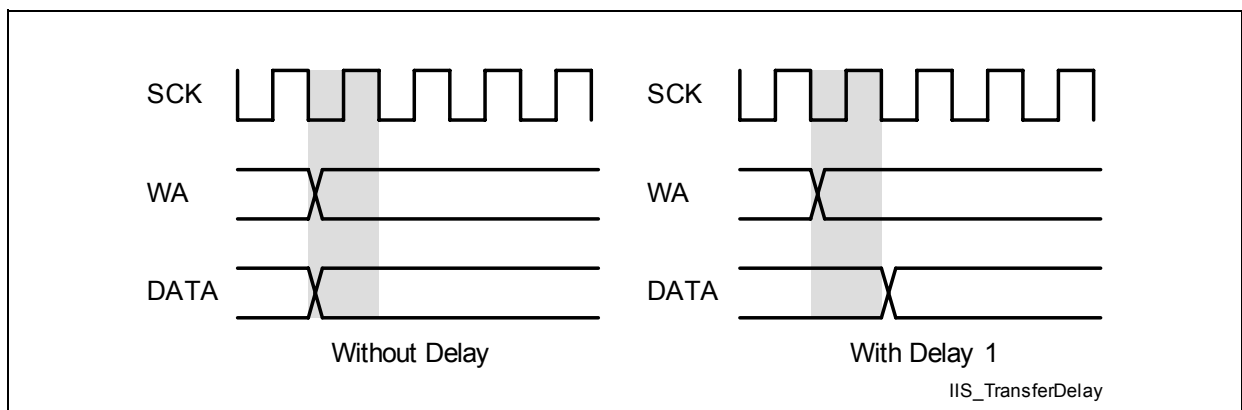 SCK
WA
DATA
Without Delay
SCK
WA
DATA
With Delay 1
IIS_TransferDelay